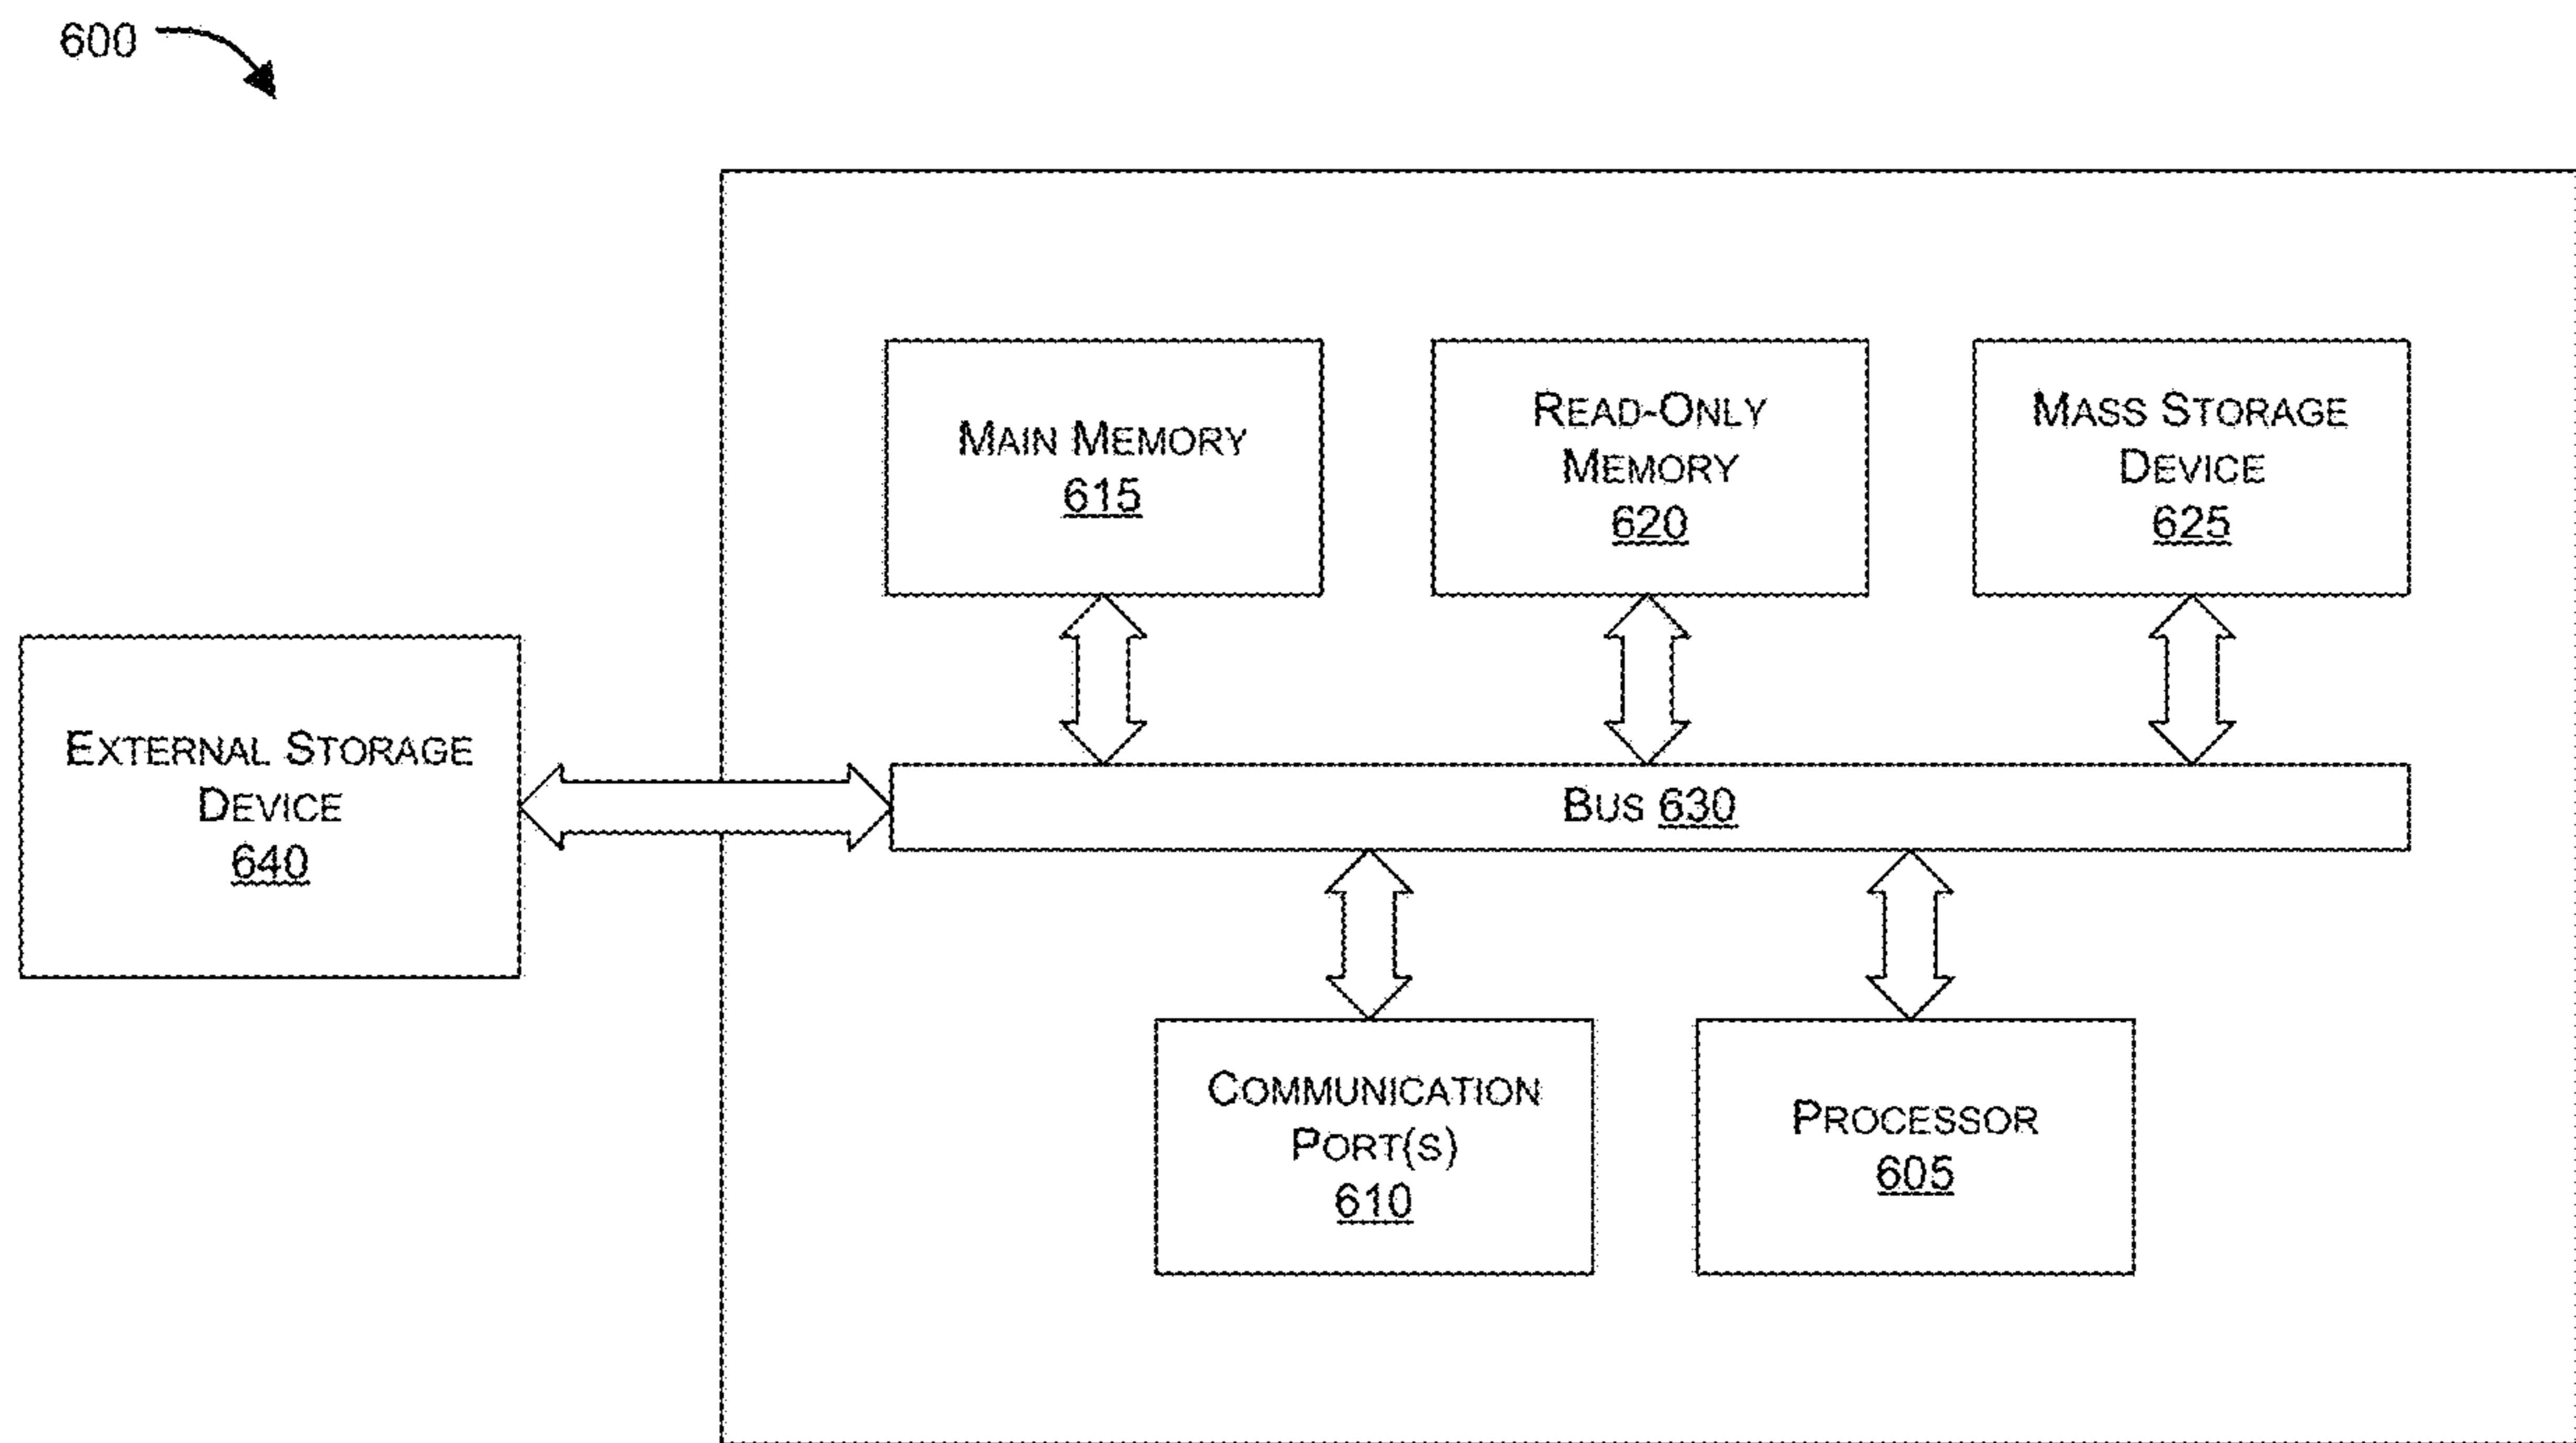 600
MAIN MEMORY
615
READ-ONLY
MEMORY
620
MASS STORAGE
DEVICE
625
EXTERNAL STORAGE
DEVICE
640
BUS 630
COMMUNICATION
PORT(S)
610
PROCESSOR
605